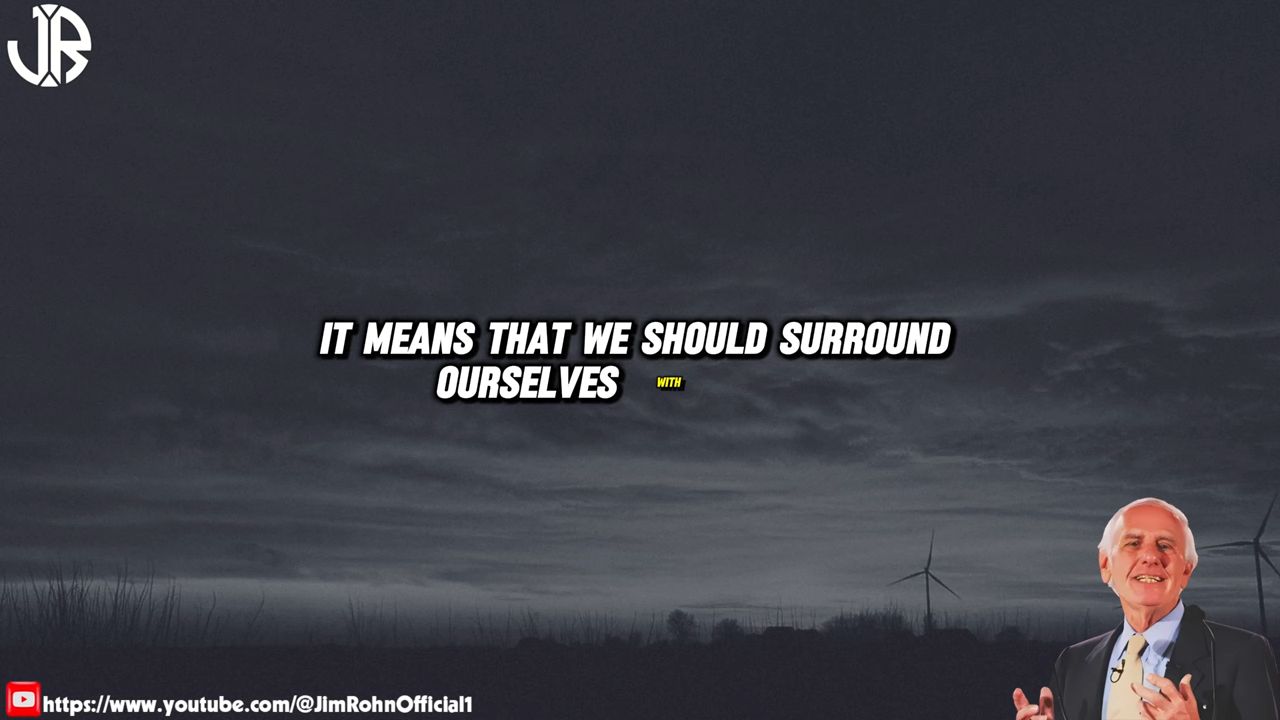 JR
IT MEANS THAT WE SHOULD SURROUND
OURSELVES WITH
https://www.youtube.com/@JimRohnOfficial1